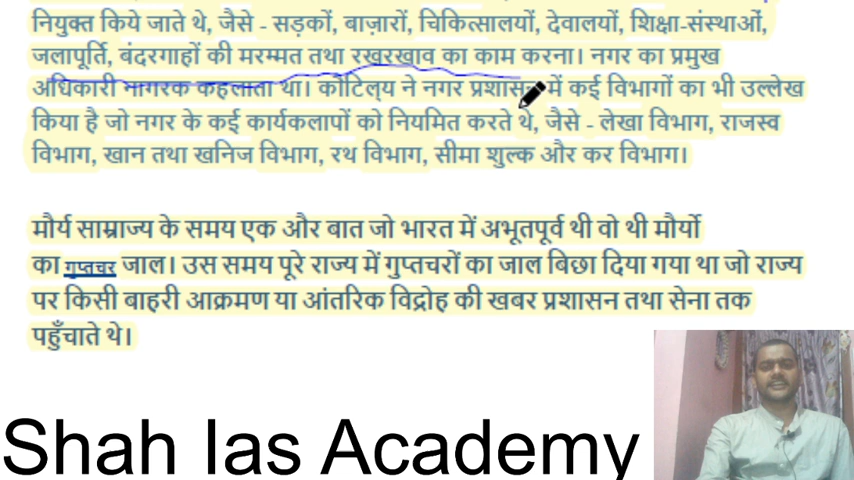 नियुक्त किये जाते थे, जैसे - सड़कों, बाज़ारों, चिकित्सालयों, देवालयों, शिक्षा-संस्थाओं,
जलापूर्ति, बंदरगाहों की मरम्मत तथा रखरखाव का काम करना। नगर का प्रमुख
अधिकारी नागरक कहलाता था। कौटिल्य ने नगर प्रशासन में कई विभागों का भी उल्लेख
किया है जो नगर के कई कार्यकलापों को नियमित करते थे, जैसे - लेखा विभाग, राजस्व
विभाग, खान तथा खनिज विभाग, रथ विभाग, सीमा शुल्क और कर विभाग।
मौर्य साम्राज्य के समय एक और बात जो भारत में अभूतपूर्व थी वो थी मौर्यो
का गुप्तचर जाल। उस समय पूरे राज्य में गुप्तचरों का जाल बिछा दिया गया था जो राज्य
पर किसी बाहरी आक्रमण या आंतरिक विद्रोह की खबर प्रशासन तथा सेना तक
पहुँचाते थे।
Shah Ias Academy